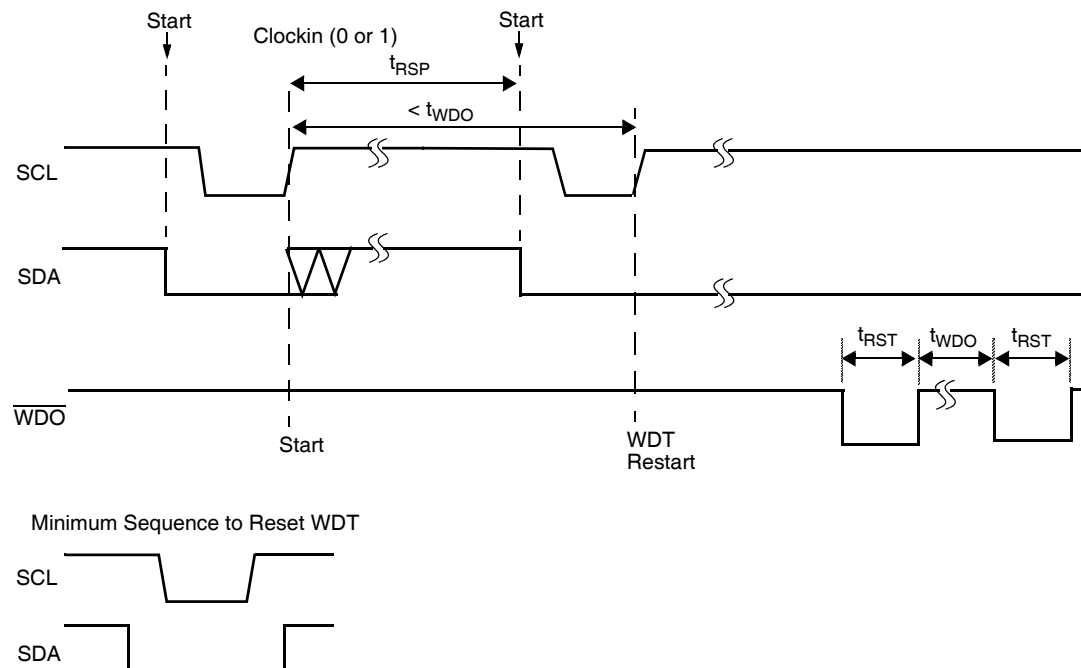 Start
Start
Clockin (0 or 1)
tRSP
< tWDO
SCL
SDA
tRST
tWDO
tRST
WDO
Start
WDT
Restart
Minimum Sequence to Reset WDT
SCL
SDA